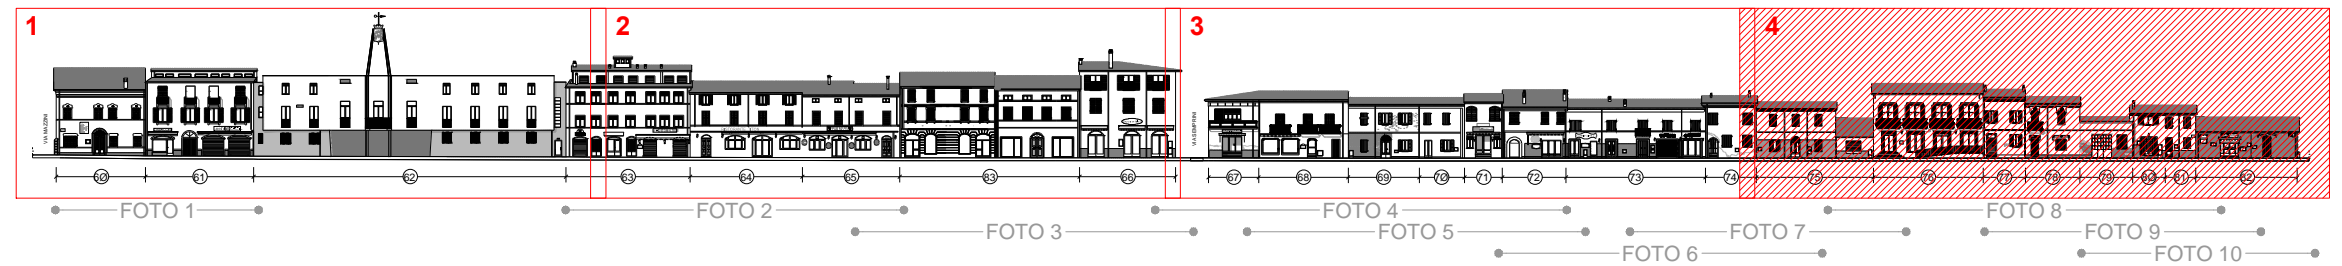 1 2 3 4
VIA MAZZINI VIA SEMPRINI
60 61 62 63 64 65 83 66 67 68 69 70 71 72 73 74 75 76 77 78 79 80 81 82
FOTO 1 FOTO 2 FOTO 4 FOTO 8
FOTO 3 FOTO 5 FOTO 7 FOTO 9
FOTO 6 FOTO 10